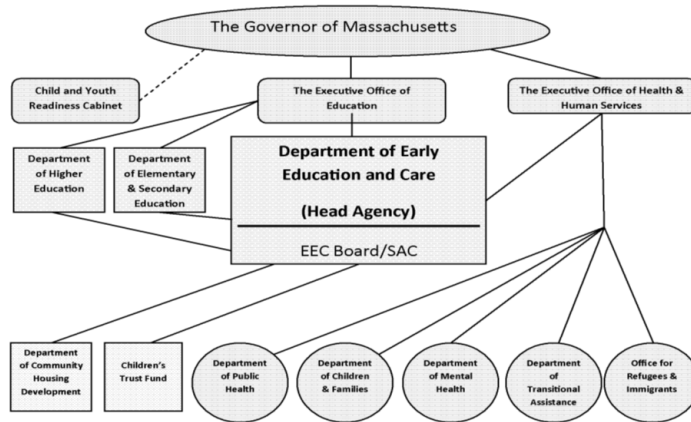 The Governor of Massachusetts
Child and Youth
Readiness Cabinet
The Executive Office of
Education
The Executive Office of Health &
Human Services
Department
of Higher
Education
Department
of Elementary
& Secondary
Education
Department of Early
Education and Care
(Head Agency)
EEC Board/SAC
Department
of Community
Housing
Development
Children's
Trust Fund
Department
of Public
Health
Department
of Children
& Families
Department
of Mental
Health
Department
of
Transitional
Assistance
Office for
Refugees &
Immigrants